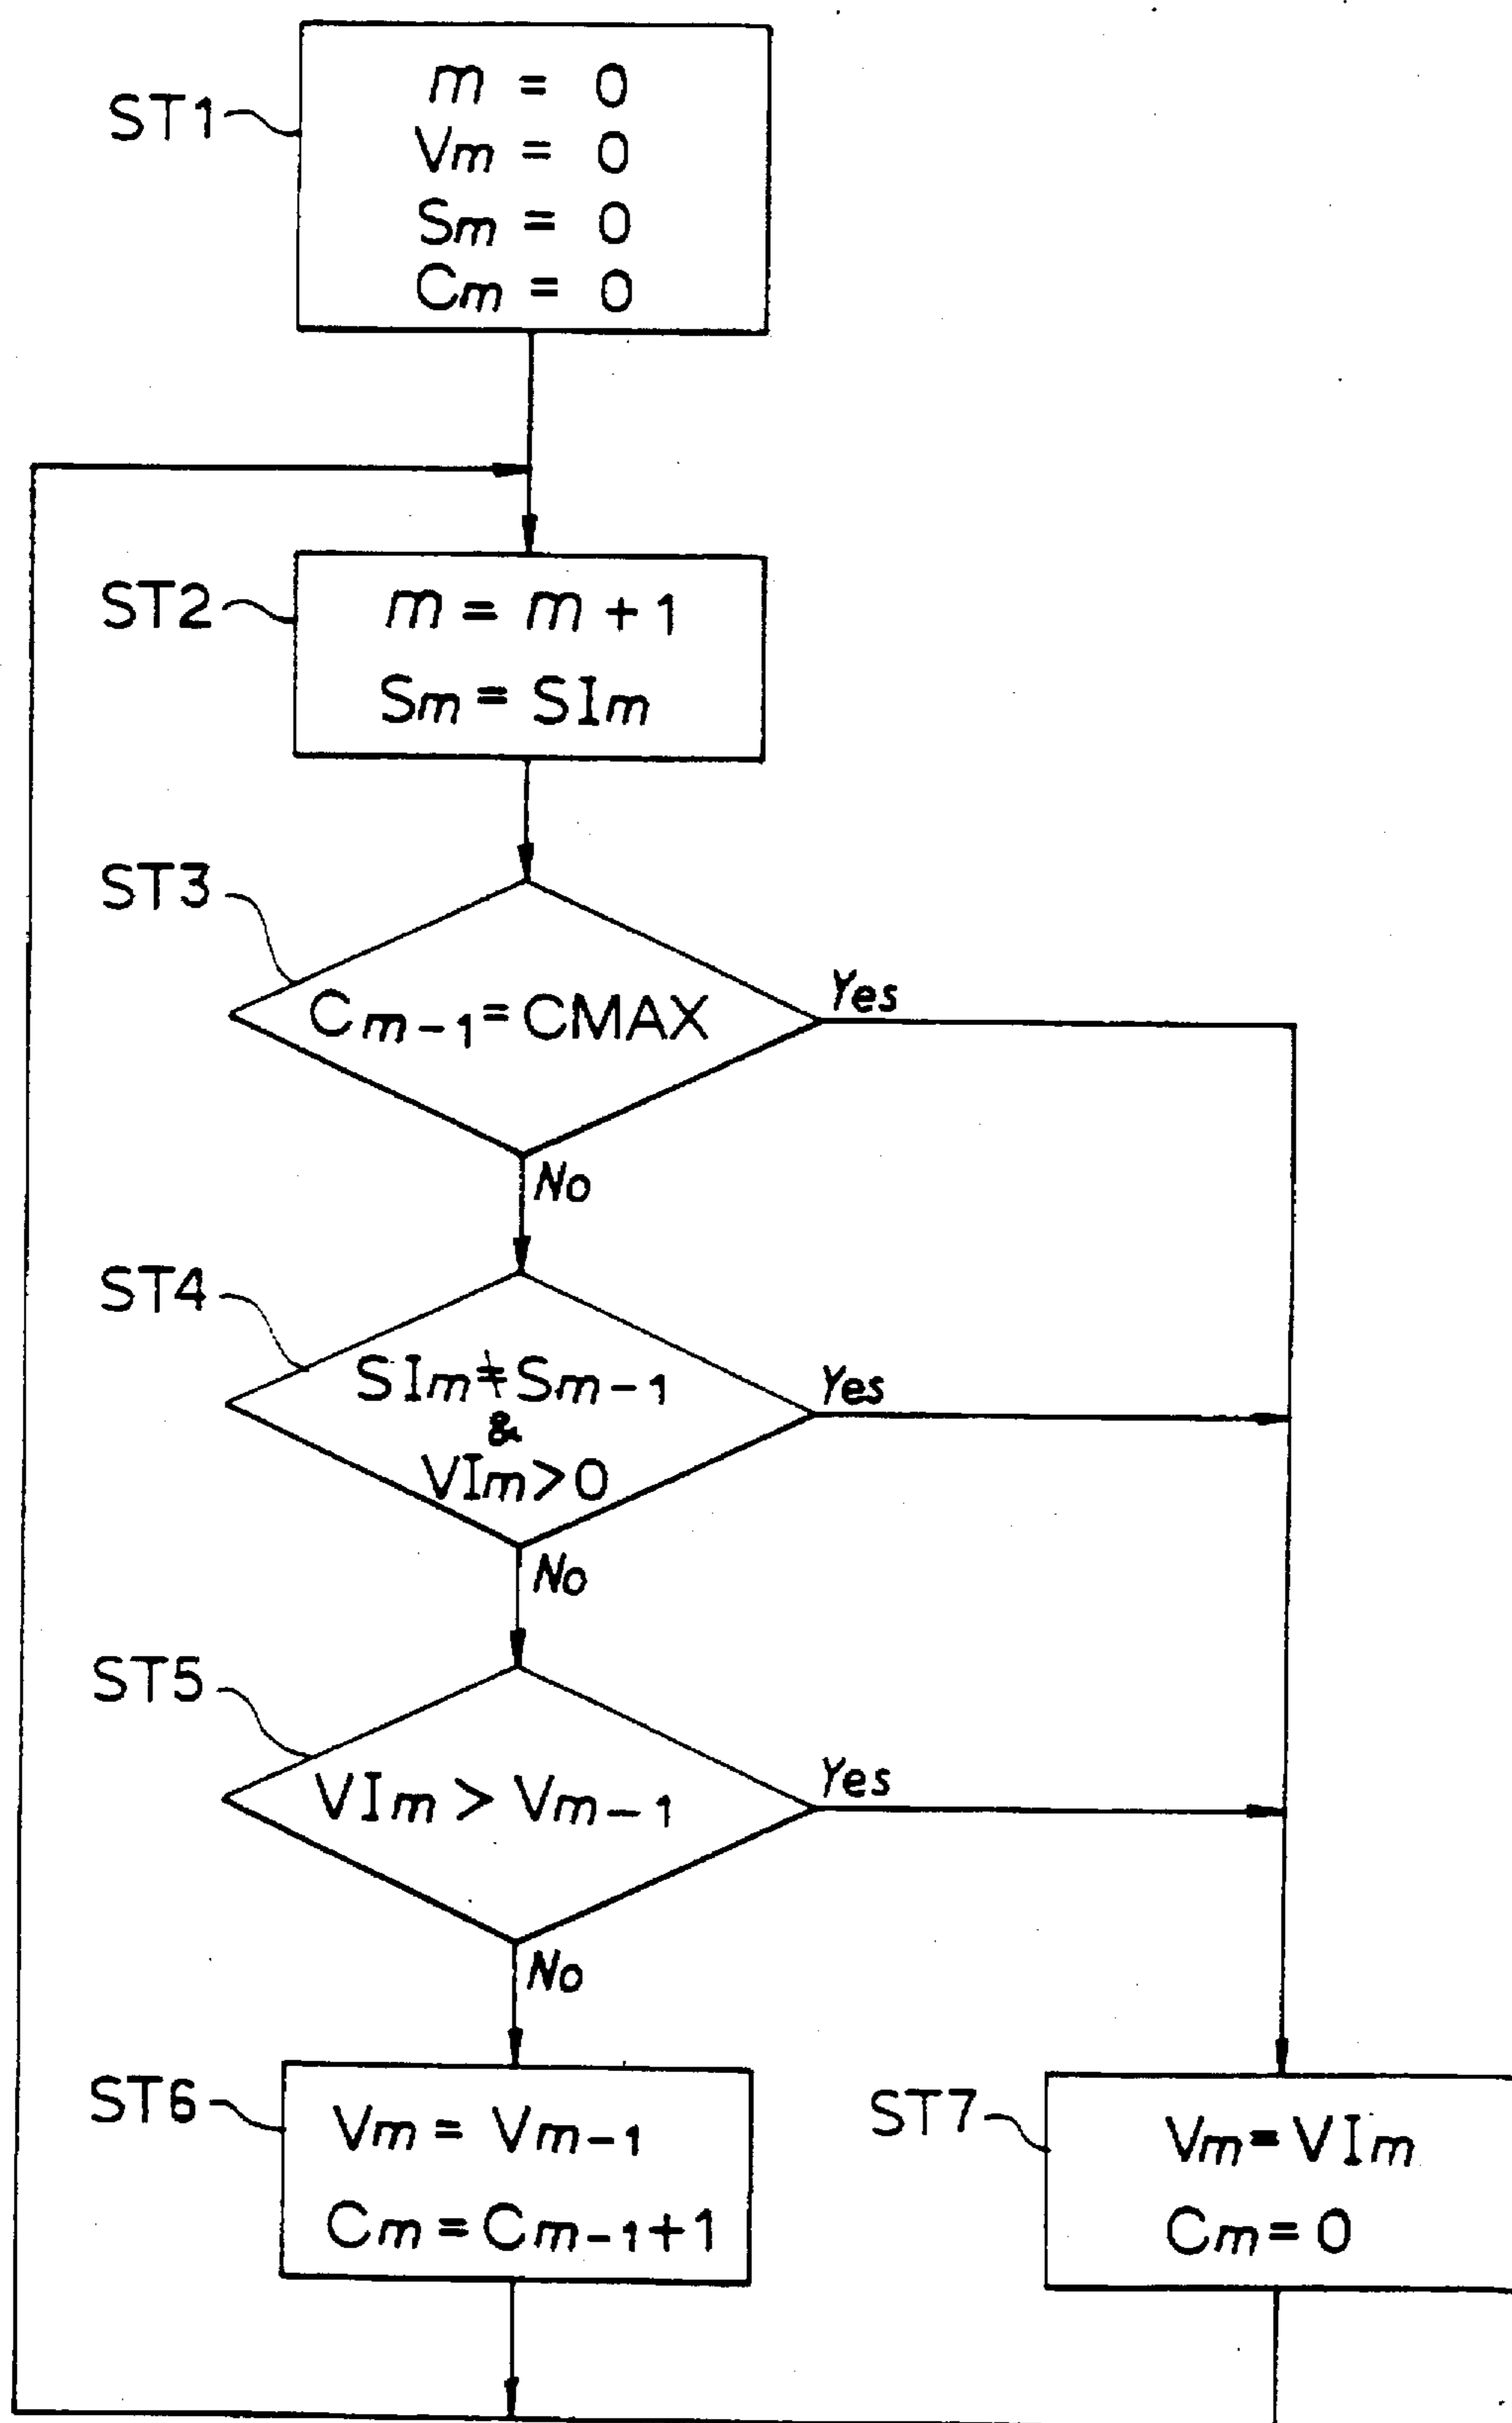 ST1
m = 0
Vm = 0
Sm = 0
Cm = 0
ST2
m = m + 1
Sm = SIm
ST3
Cm-1 = CMAX
Yes
No
ST4
SIm ≠ Sm-1
&
VIm > 0
Yes
No
ST5
VIm > Vm-1
Yes
No
ST6
Vm = Vm-1
Cm = Cm-1+1
ST7
Vm = VIm
Cm = 0